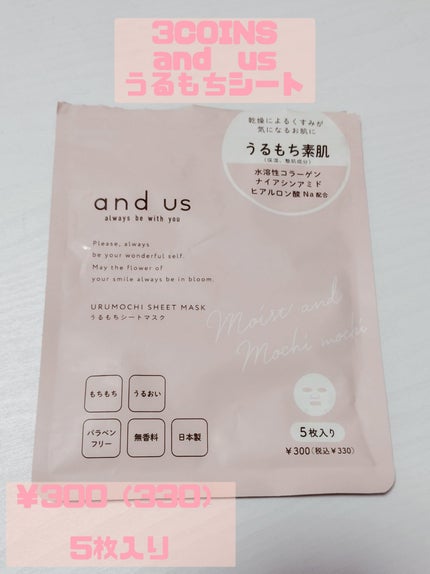 3COINS
and us
うるもちシート
乾燥によるくすみが
気になるお肌に
うるもち素肌
(保湿、整肌成分)
水溶性コラーゲン
ナイアシンアミド
ヒアルロン酸 Na配合
and us
always be with you
Please, always
be your wonderful self.
May the flower of
your smile always be in bloom.
URUMOCHI SHEET MASK
うるもちシートマスク
Moist and
Mochi mochi
もちもち
うるおい
パラベン
フリー
無香料
日本製
5枚入り
¥300(税込¥330)
¥300(330)
5枚入り